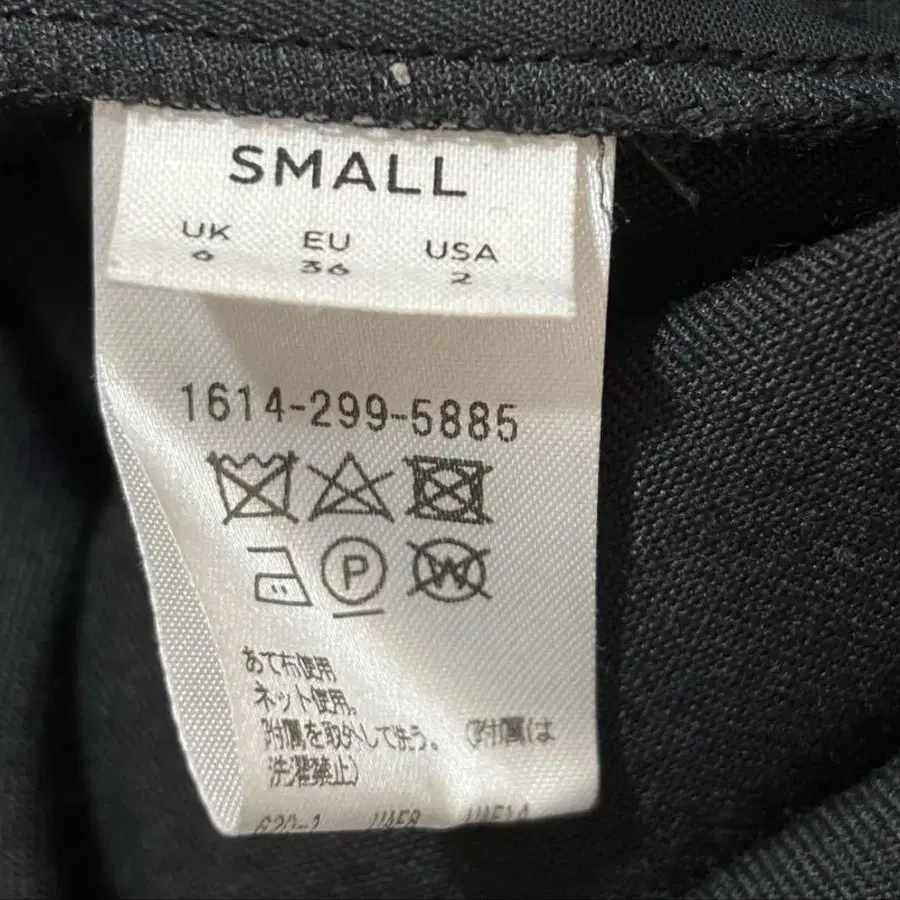 SMALL
UK EU USA
6 36 2
1614-299-5885
P W
あて布使用
ネット使用。
附属を取外して洗う。(附属は
洗濯禁止)